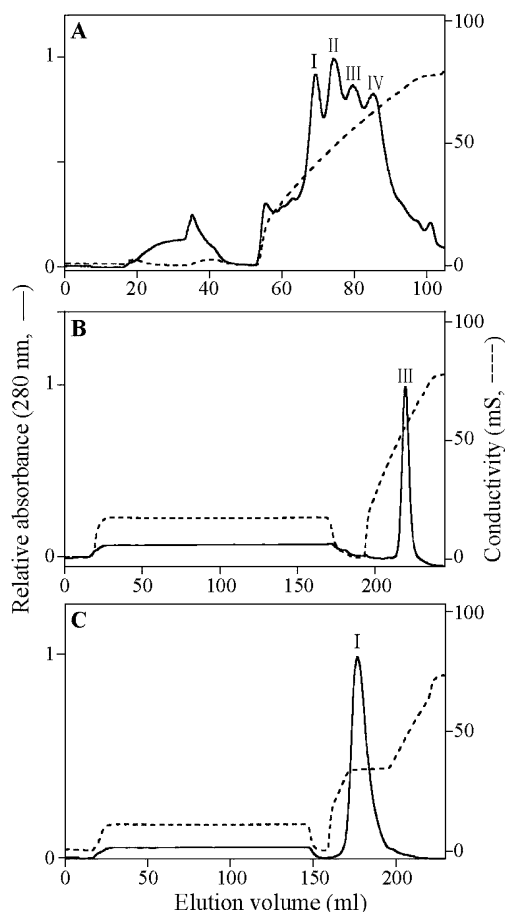 A
I
II
III
IV
1
0
100
50
0
0 20 40 60 80 100
B
III
1
0
100
50
0
0 50 100 150 200
C
I
1
0
100
50
0
0 50 100 150 200
Relative absorbance (280 nm, —)
Conductivity (mS, ----)
Elution volume (ml)